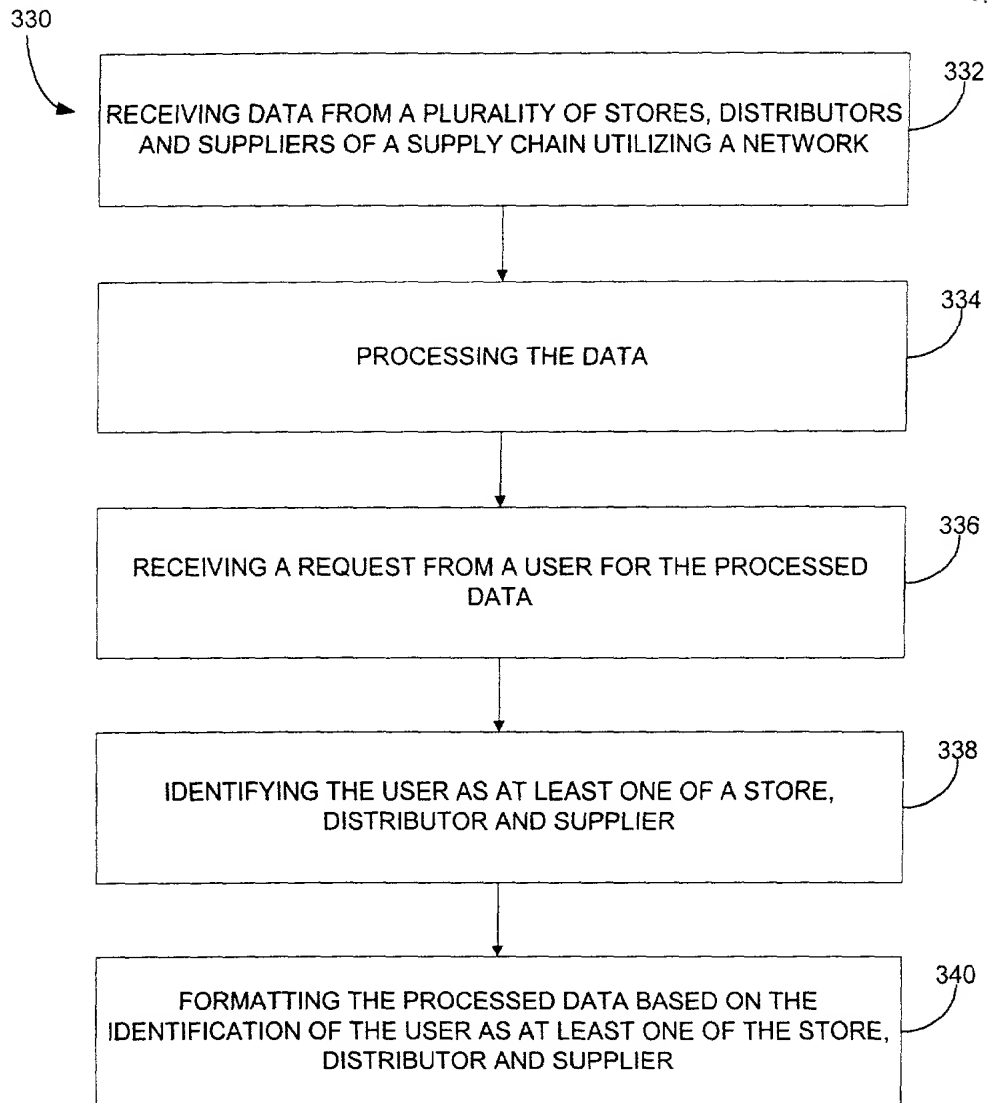 330
332
RECEIVING DATA FROM A PLURALITY OF STORES, DISTRIBUTORS
AND SUPPLIERS OF A SUPPLY CHAIN UTILIZING A NETWORK
334
PROCESSING THE DATA
336
RECEIVING A REQUEST FROM A USER FOR THE PROCESSED
DATA
338
IDENTIFYING THE USER AS AT LEAST ONE OF A STORE,
DISTRIBUTOR AND SUPPLIER
340
FORMATTING THE PROCESSED DATA BASED ON THE
IDENTIFICATION OF THE USER AS AT LEAST ONE OF THE STORE,
DISTRIBUTOR AND SUPPLIER